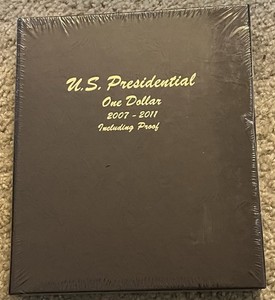 U.S. Presidential
One Dollar
2007 - 2011
Including Proof